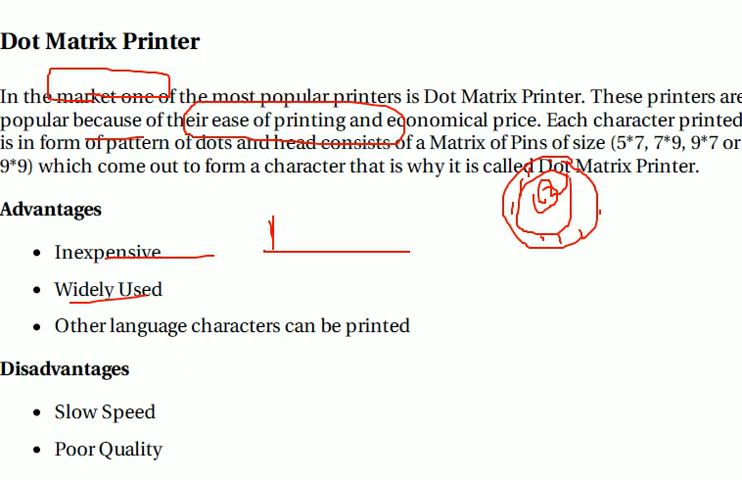 Dot Matrix Printer
In the market one of the most popular printers is Dot Matrix Printer. These printers are
popular because of their ease of printing and economical price. Each character printed
is in form of pattern of dots and head consists of a Matrix of Pins of size (5*7, 7*9, 9*7 or
9*9) which come out to form a character that is why it is called Dot Matrix Printer.
Advantages
• Inexpensive
• Widely Used
• Other language characters can be printed
Disadvantages
• Slow Speed
• Poor Quality